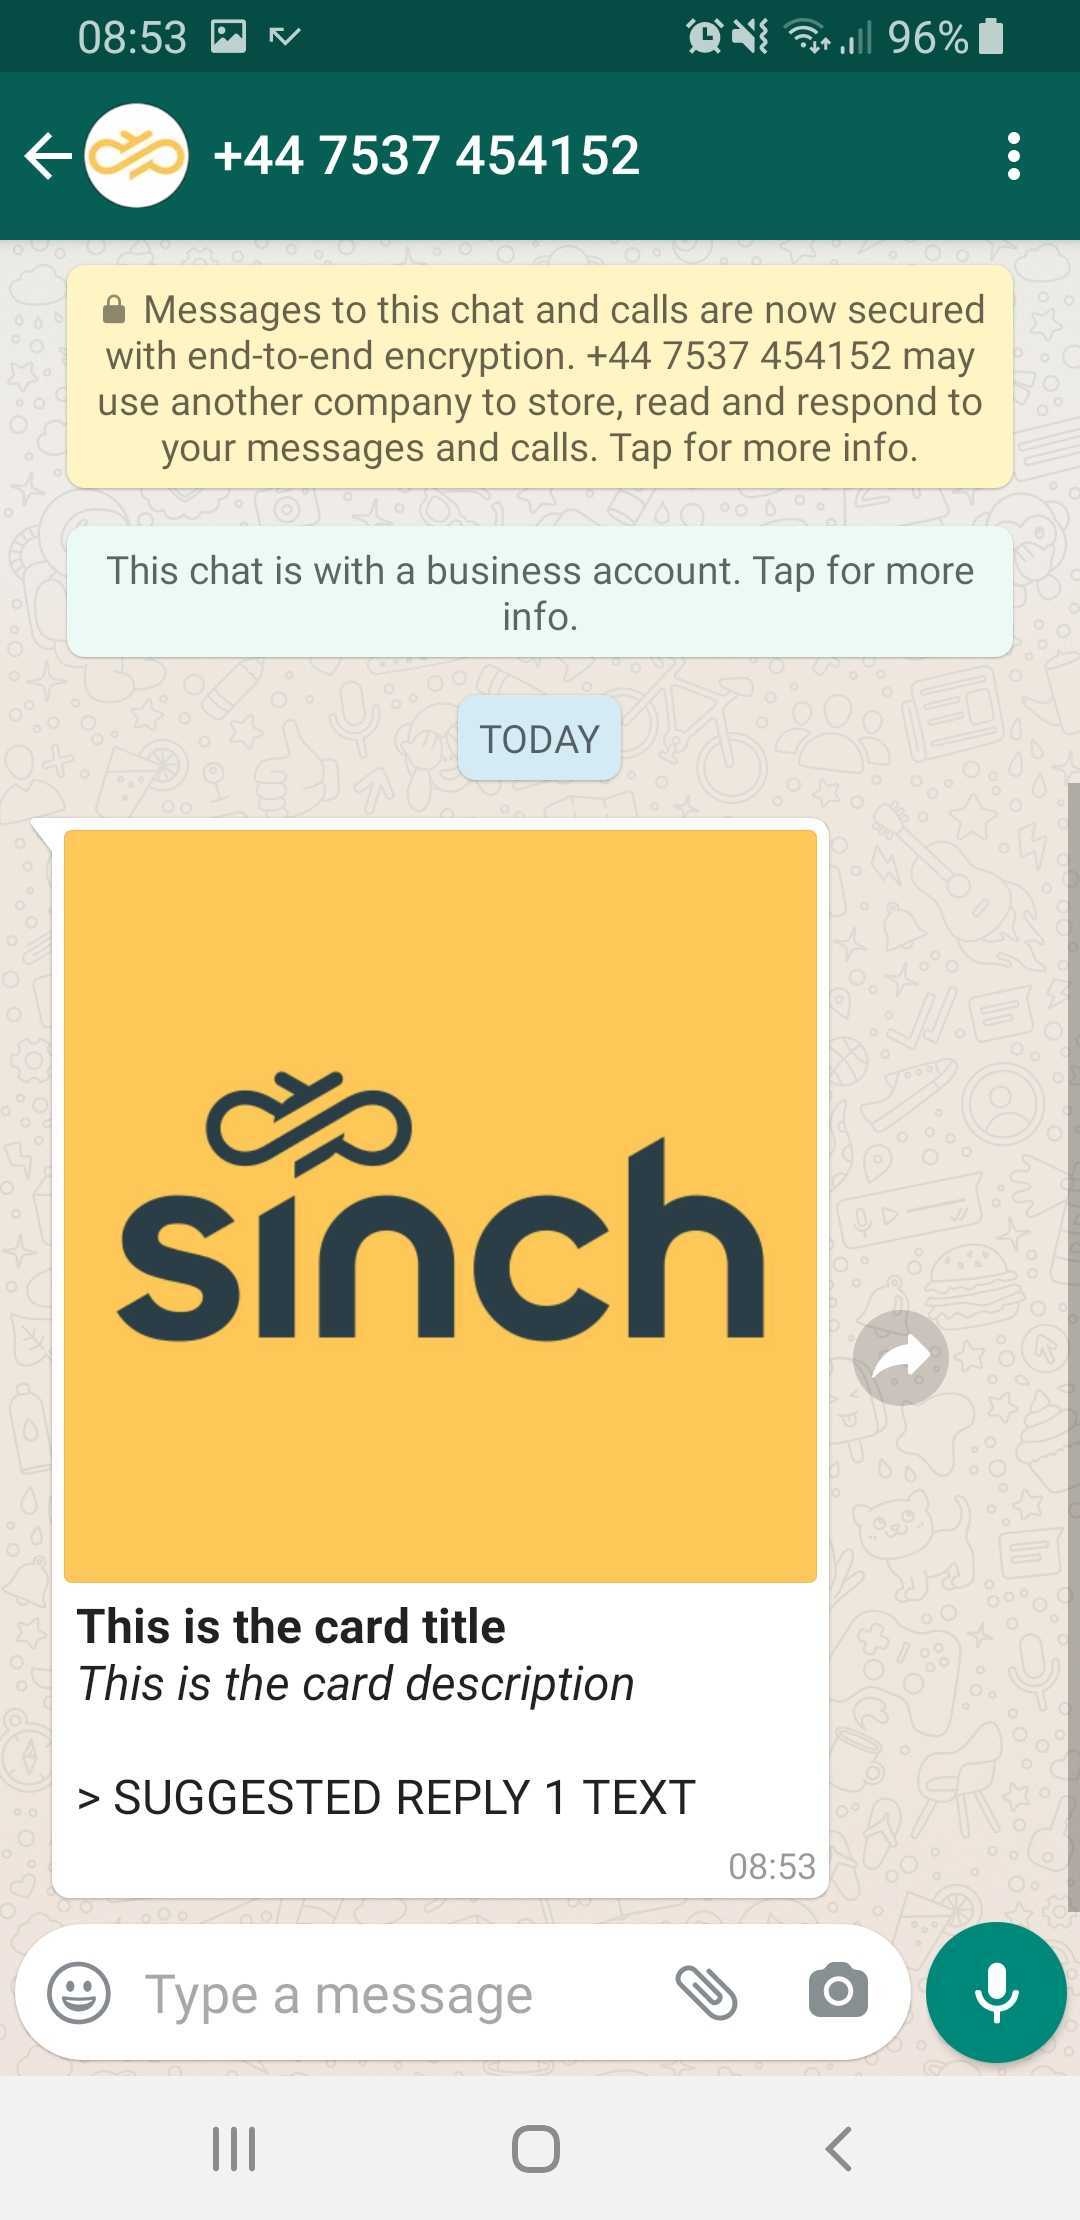 08:53
96%
+44 7537 454152
Messages to this chat and calls are now secured
with end-to-end encryption. +44 7537 454152 may
use another company to store, read and respond to
your messages and calls. Tap for more info.
This chat is with a business account. Tap for more
info.
TODAY
sinch
This is the card title
This is the card description
> SUGGESTED REPLY 1 TEXT
08:53
Type a message